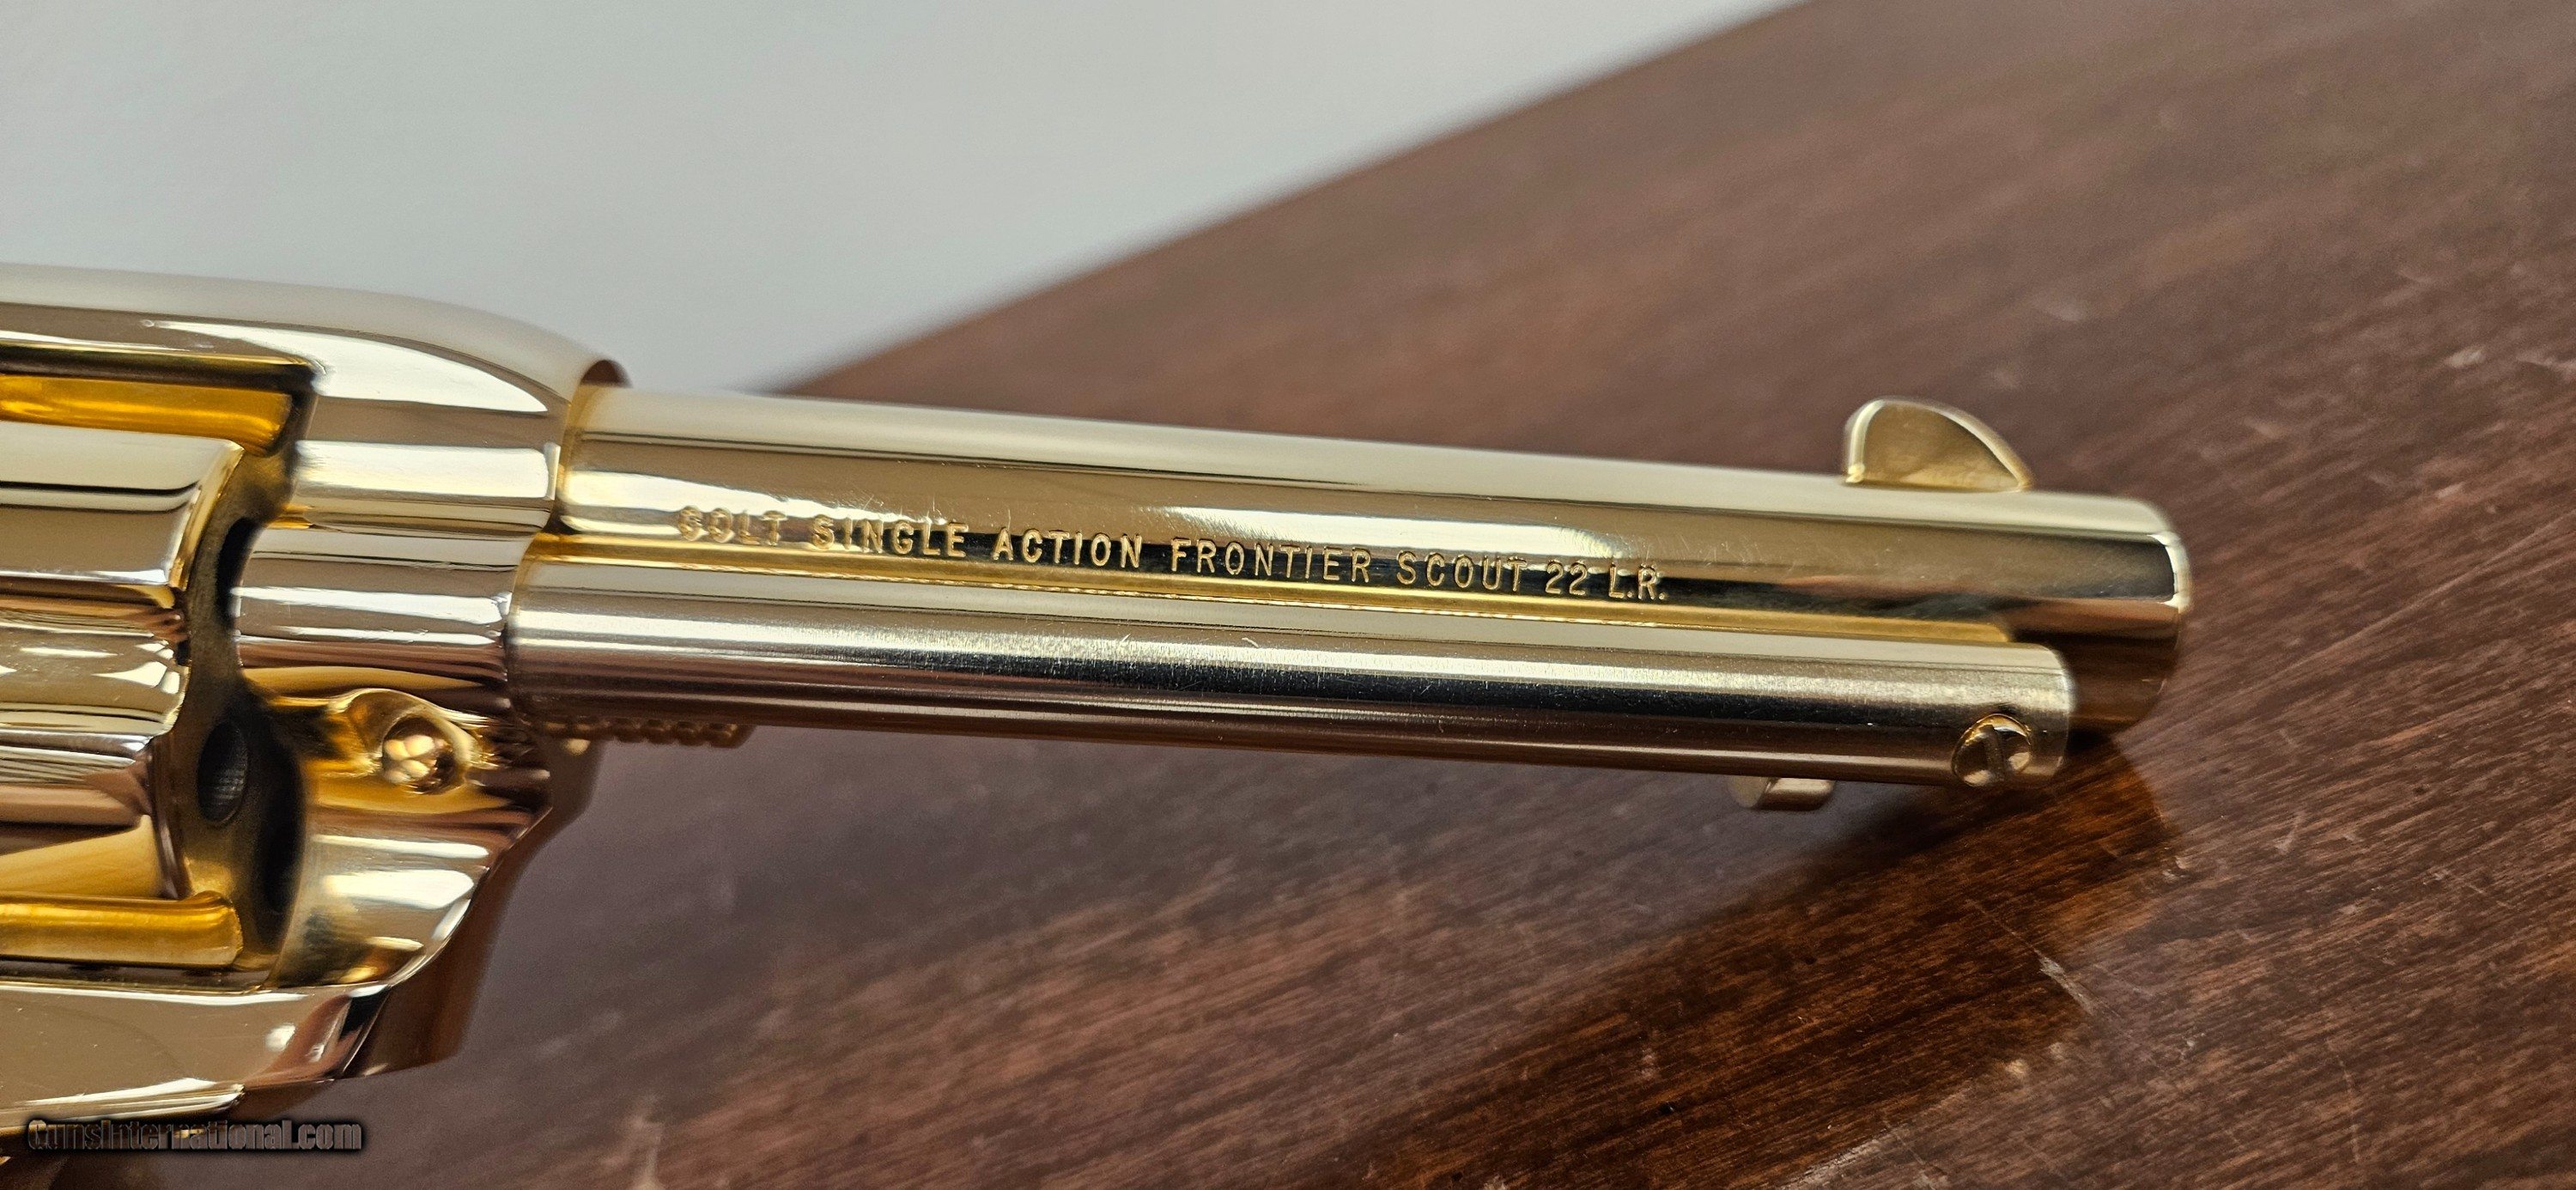 COLT SINGLE ACTION FRONTIER SCOUT 22 L.R.
GunsInternational.com